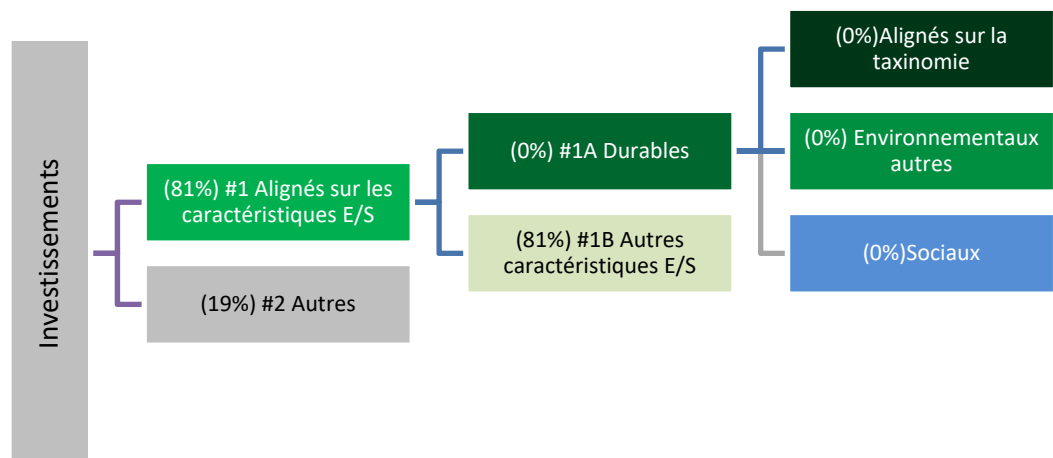 Investissements
(81%) #1 Alignés sur les
caractéristiques E/S
(19%) #2 Autres
(0%) #1A Durables
(81%) #1B Autres
caractéristiques E/S
(0%)Alignés sur la
taxinomie
(0%) Environnementaux
autres
(0%)Sociaux